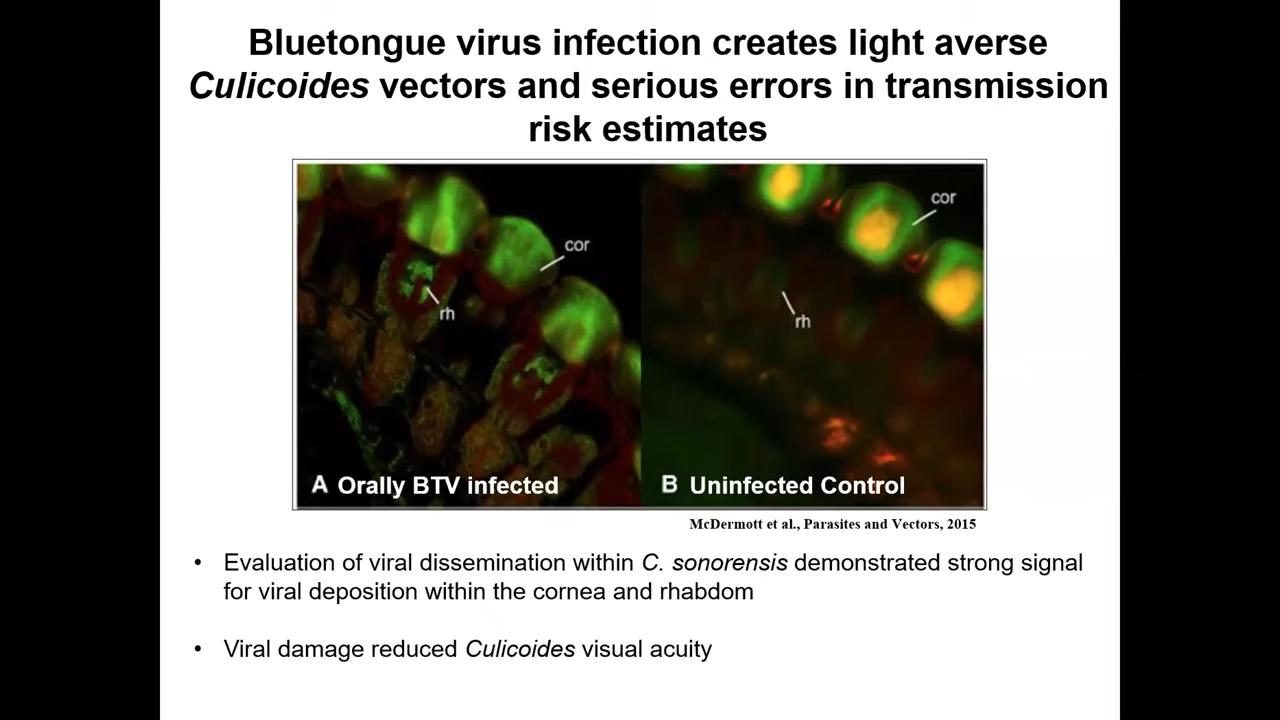 Bluetongue virus infection creates light averse
Culicoides vectors and serious errors in transmission
risk estimates
cor
rh
cor
rh
A Orally BTV infected
B Uninfected Control
McDermott et al., Parasites and Vectors, 2015
• Evaluation of viral dissemination within C. sonorensis demonstrated strong signal
for viral deposition within the cornea and rhabdom
• Viral damage reduced Culicoides visual acuity